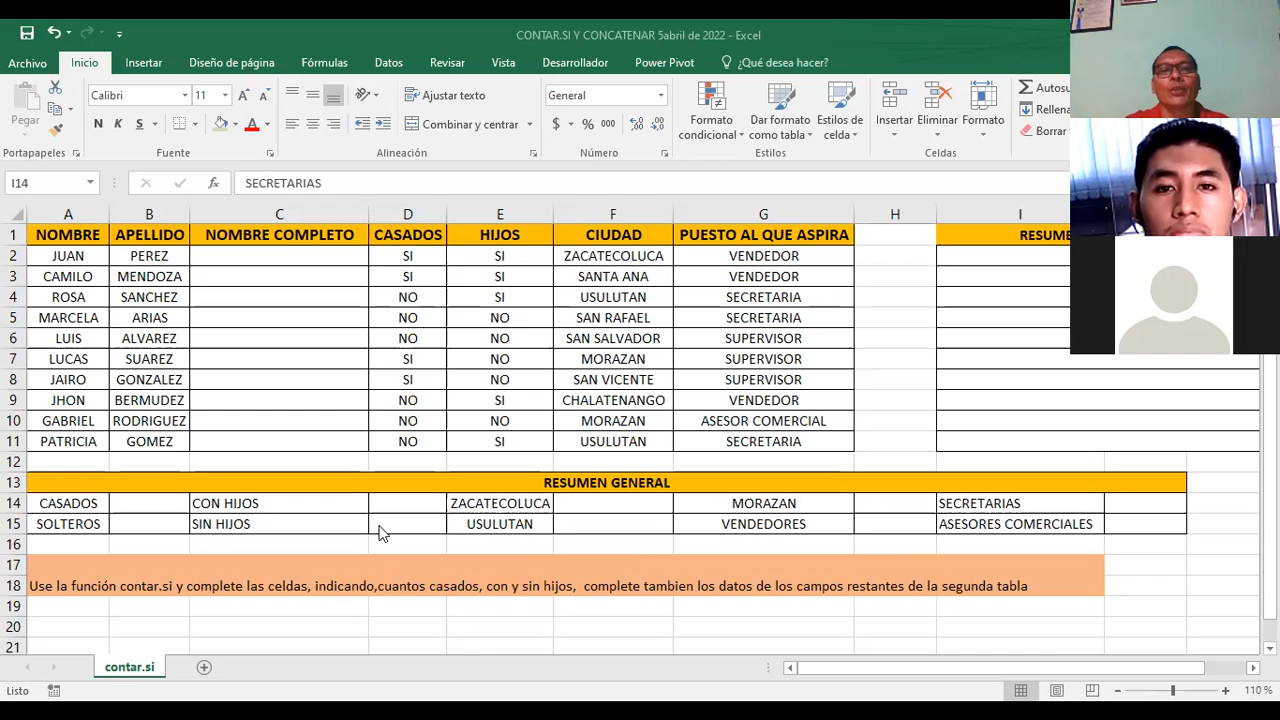 CONTAR.SI Y CONCATENAR 5abril de 2022 - Excel
Archivo Inicio Insertar Diseño de página Fórmulas Datos Revisar Vista Desarrollador Power Pivot ¿Qué desea hacer?
Calibri 11 Ajustar texto General Autosu
Pegar N K S Combinar y centrar $ % 000 Formato condicional Dar formato como tabla Estilos de celda Insertar Eliminar Formato Rellena
Borrar
Portapapeles Fuente Alineación Número Estilos Celdas
I14 fx SECRETARIAS
A B C D E F G H I
1 NOMBRE APELLIDO NOMBRE COMPLETO CASADOS HIJOS CIUDAD PUESTO AL QUE ASPIRA RESUME
2 JUAN PEREZ SI SI ZACATECOLUCA VENDEDOR
3 CAMILO MENDOZA SI SI SANTA ANA VENDEDOR
4 ROSA SANCHEZ NO SI USULUTAN SECRETARIA
5 MARCELA ARIAS NO NO SAN RAFAEL SECRETARIA
6 LUIS ALVAREZ NO NO SAN SALVADOR SUPERVISOR
7 LUCAS SUAREZ SI NO MORAZAN SUPERVISOR
8 JAIRO GONZALEZ SI NO SAN VICENTE SUPERVISOR
9 JHON BERMUDEZ NO SI CHALATENANGO VENDEDOR
10 GABRIEL RODRIGUEZ NO NO MORAZAN ASESOR COMERCIAL
11 PATRICIA GOMEZ NO SI USULUTAN SECRETARIA
12
13 RESUMEN GENERAL
14 CASADOS CON HIJOS ZACATECOLUCA MORAZAN SECRETARIAS
15 SOLTEROS SIN HIJOS USULUTAN VENDEDORES ASESORES COMERCIALES
16
17
18 Use la función contar.si y complete las celdas, indicando,cuantos casados, con y sin hijos, complete tambien los datos de los campos restantes de la segunda tabla
19
20
21
contar.si
Listo 110 %